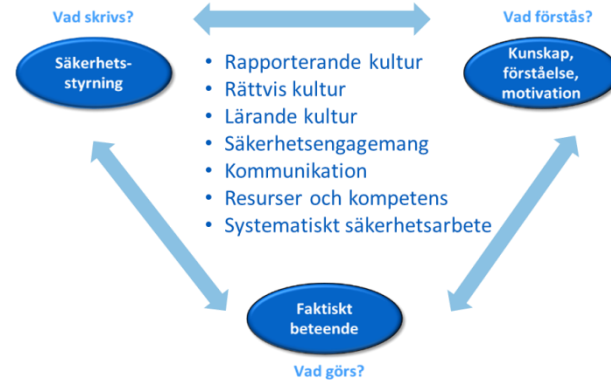 Vad skrivs?
Vad förstås?
Säkerhets-
styrning
Kunskap,
förståelse,
motivation
• Rapporterande kultur
• Rättvis kultur
• Lärande kultur
• Säkerhetsengagemang
• Kommunikation
• Resurser och kompetens
• Systematiskt säkerhetsarbete
Faktiskt
beteende
Vad görs?